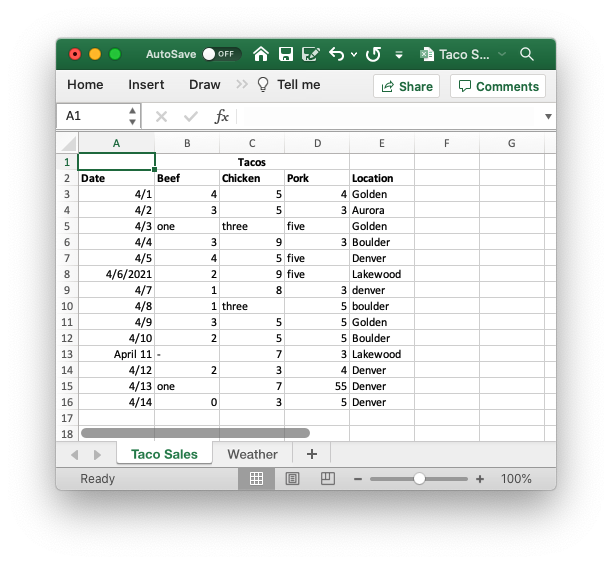 AutoSave OFF Taco S...
Home Insert Draw Tell me Share Comments
A1 fx
A B C D E F G
1 Tacos
2 Date Beef Chicken Pork Location
3 4/1 4 5 4 Golden
4 4/2 3 5 3 Aurora
5 4/3 one three five Golden
6 4/4 3 9 3 Boulder
7 4/5 4 5 five Denver
8 4/6/2021 2 9 five Lakewood
9 4/7 1 8 3 denver
10 4/8 1 three 5 boulder
11 4/9 3 5 5 Golden
12 4/10 2 5 5 Boulder
13 April 11 - 7 3 Lakewood
14 4/12 2 3 4 Denver
15 4/13 one 7 55 Denver
16 4/14 0 3 5 Denver
17
18
Taco Sales Weather +
Ready - + 100%